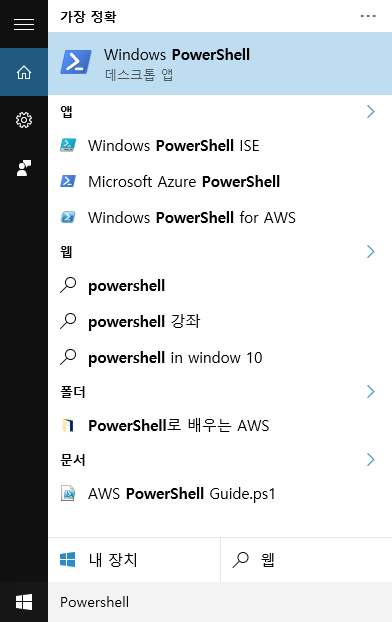 가장 정확
Windows PowerShell
데스크톱 앱
앱
Windows PowerShell ISE
Microsoft Azure PowerShell
Windows PowerShell for AWS
웹
powershell
powershell 강좌
powershell in window 10
폴더
PowerShell로 배우는 AWS
문서
AWS PowerShell Guide.ps1
내 장치 웹
Powershell